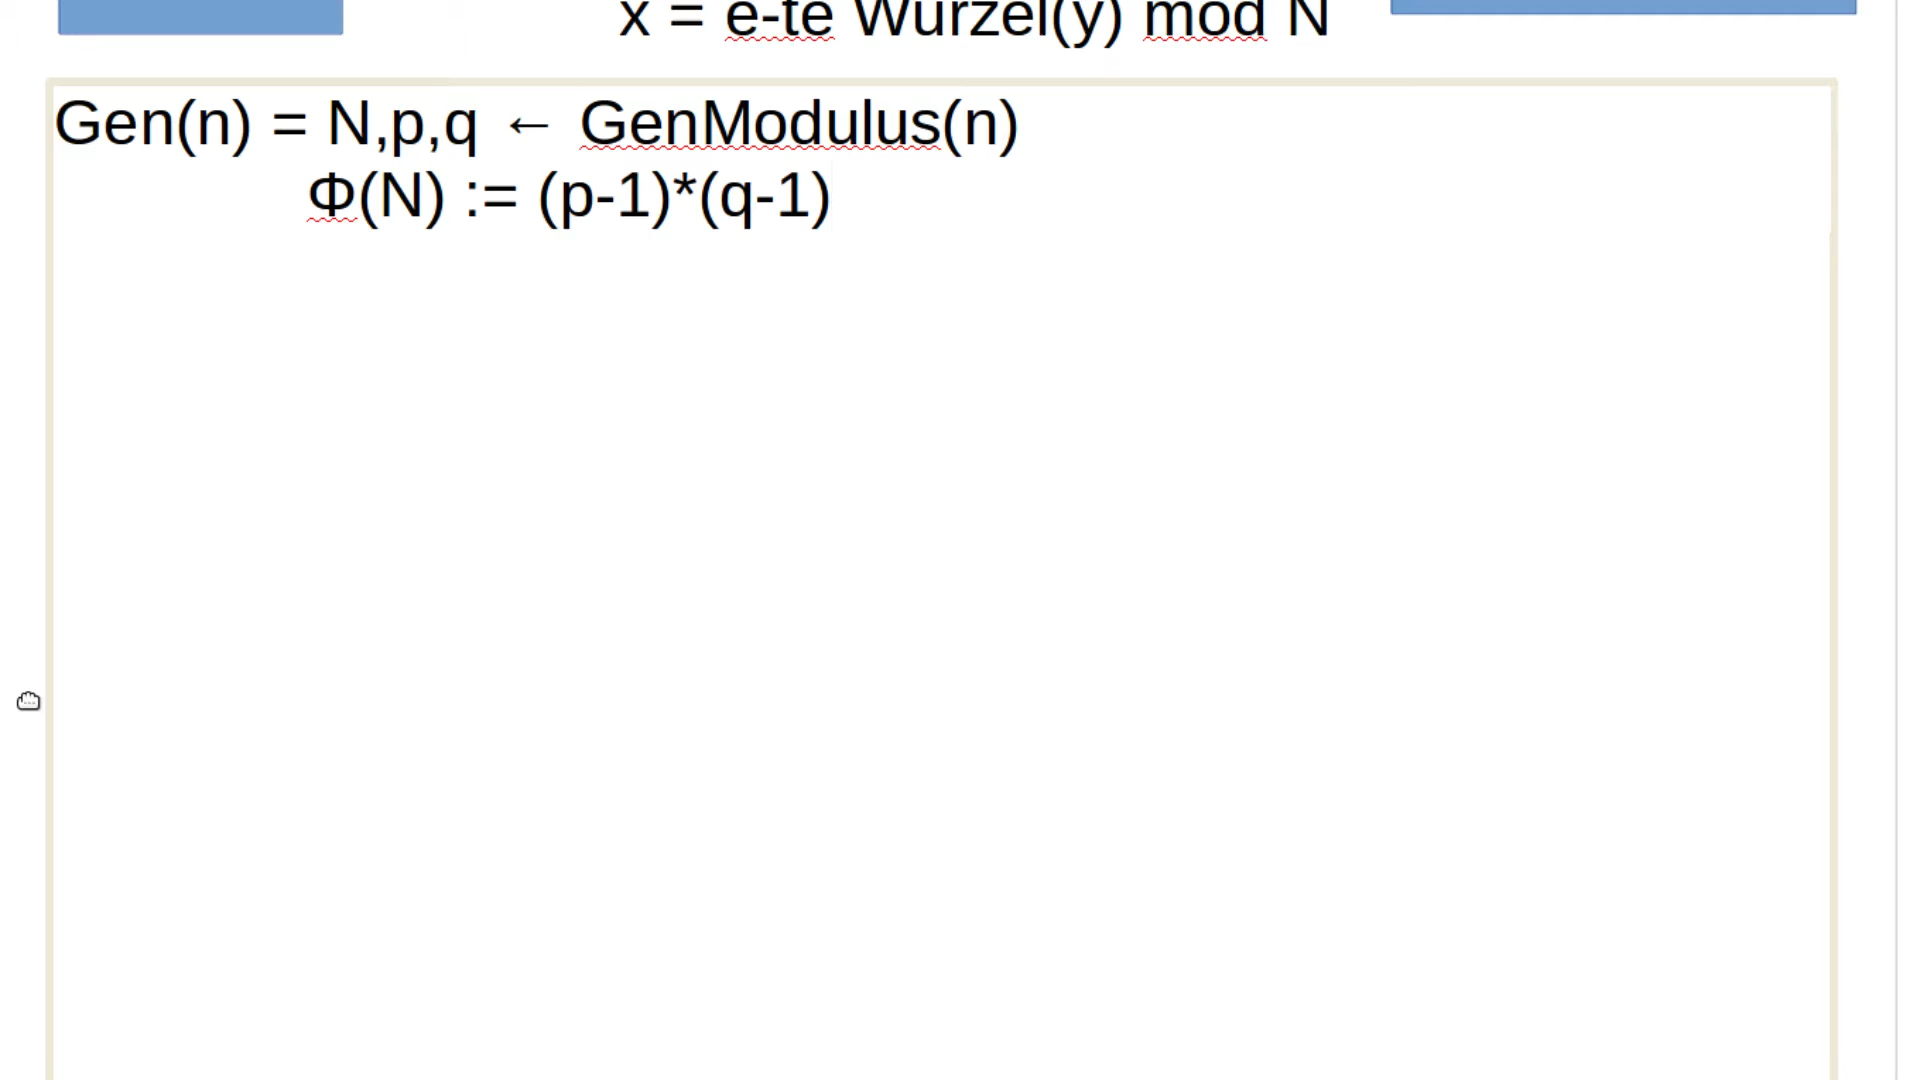 x = e-te Wurzel(y) mod N
Gen(n) = N,p,q ← GenModulus(n)
Φ(N) := (p-1)*(q-1)